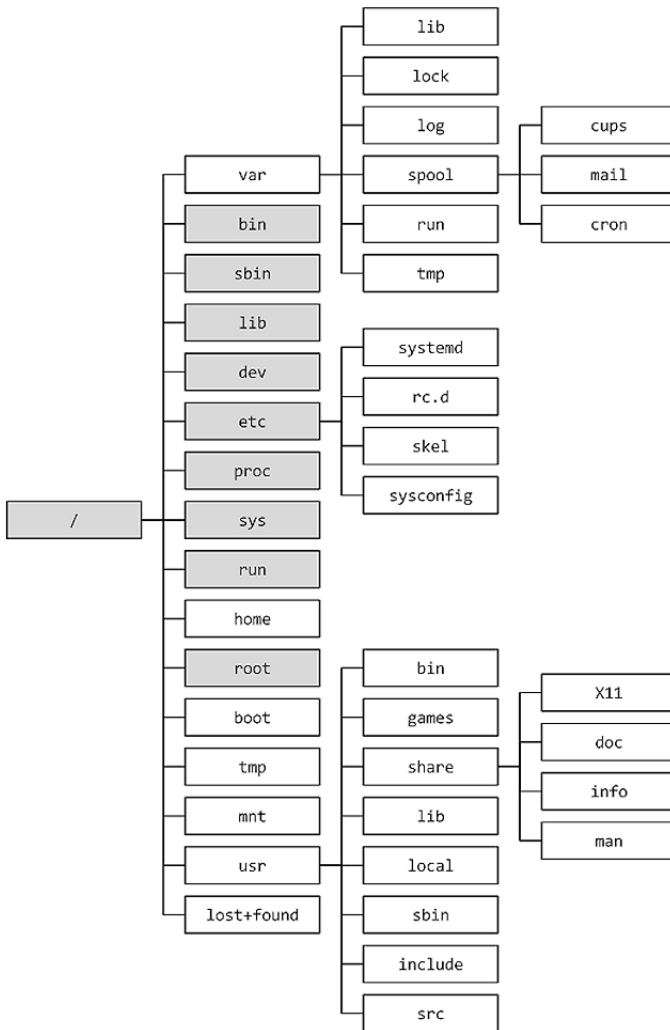 /
var
bin
sbin
lib
dev
etc
proc
sys
run
home
root
boot
tmp
mnt
usr
lost+found
lib
lock
log
spool
run
tmp
cups
mail
cron
systemd
rc.d
skel
sysconfig
bin
games
share
lib
local
sbin
include
src
X11
doc
info
man